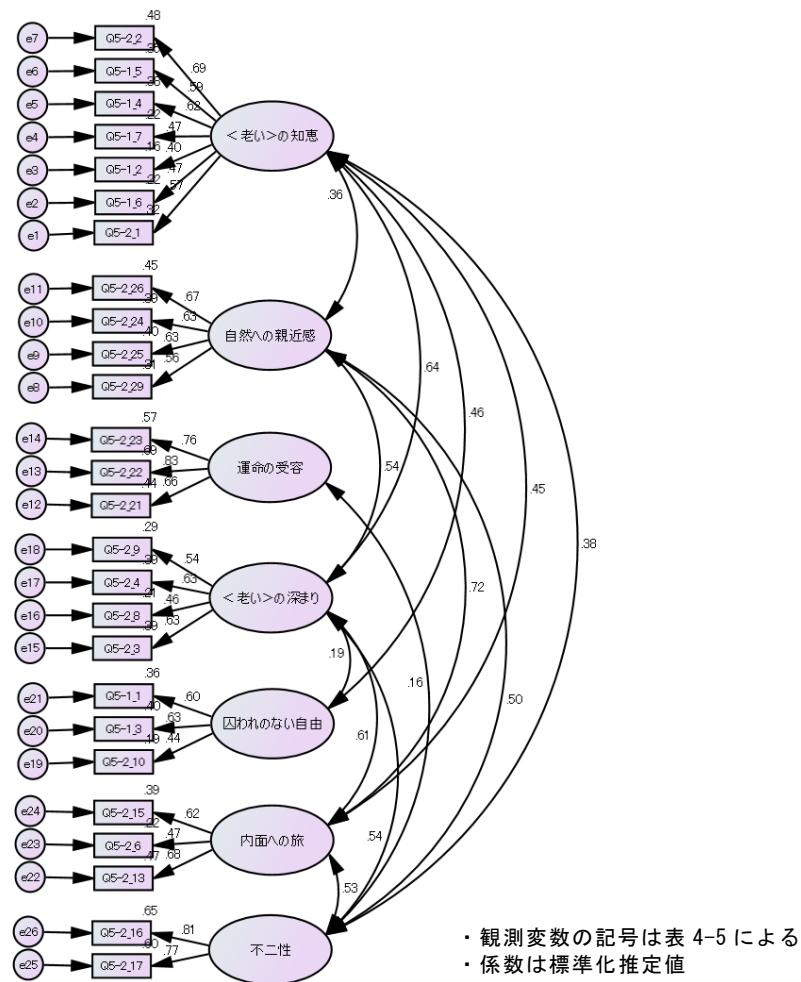 .48
e7 Q5-2_2
.69
e6 Q5-1_5
.59
e5 Q5-1_4
.62
.22
e4 Q5-1_7
.47
＜老い＞の知恵
.16 .40
e3 Q5-1_2
.47
.22
e2 Q5-1_6
.57
.32
e1 Q5-2_1
.36
.45
e11 Q5-2_26
.67
.39
e10 Q5-2_24
.63
自然への親近感
.40 .63
e9 Q5-2_25
.56
.31
e8 Q5-2_29
.64
.46
.54
.45
.38
.57
e14 Q5-2_23
.76
.69
e13 Q5-2_22
.83
運命の受容
.44 .66
e12 Q5-2_21
.29
e18 Q5-2_9
.54
.39
e17 Q5-2_4
.63
＜老い＞の深まり
.21 .46
e16 Q5-2_8
.39 .63
e15 Q5-2_3
.72
.19
.16
.50
.36
e21 Q5-1_1
.60
.40
e20 Q5-1_3
.63
囚われのない自由
.19 .44
e19 Q5-2_10
.61
.39
e24 Q5-2_15
.62
.22
e23 Q5-2_6
.47
内面への旅
.47 .68
e22 Q5-2_13
.54
.53
.65
e26 Q5-2_16
.81
.60
.77
不二性
e25 Q5-2_17
・観測変数の記号は表 4-5 による
・係数は標準化推定値